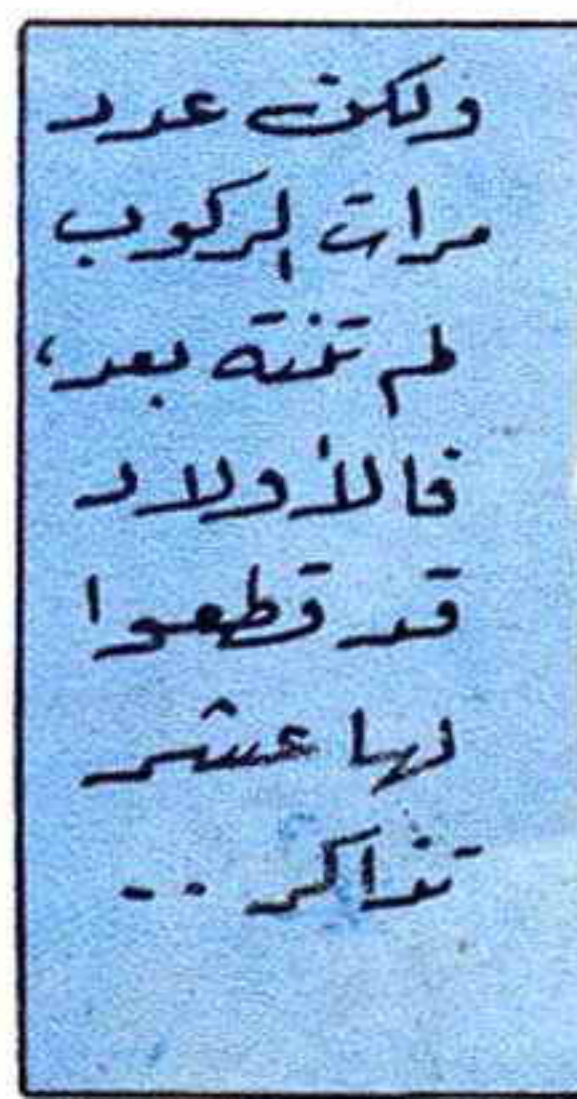 ولكن عدد
مرات الركوب
لم تنته بعد،
فالأولاد
قد قطعوا
لها عشر
تذاكر ..